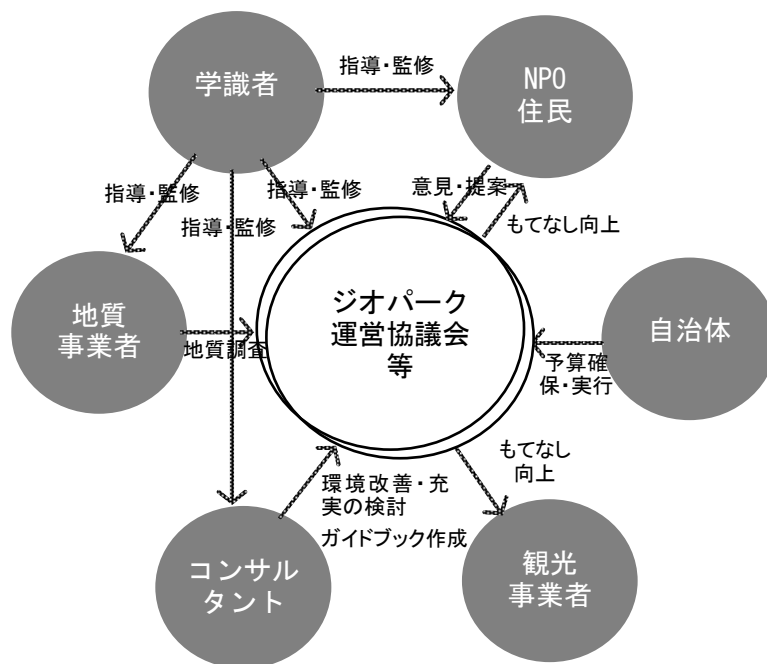 学識者
指導・監修
NPO
住民
指導・監修
指導・監修
指導・監修
意見・提案
もてなし向上
地質
事業者
地質調査
ジオパーク
運営協議会
等
自治体
予算確
保・実行
もてなし
向上
環境改善・充
実の検討
ガイドブック作成
コンサル
タント
観光
事業者